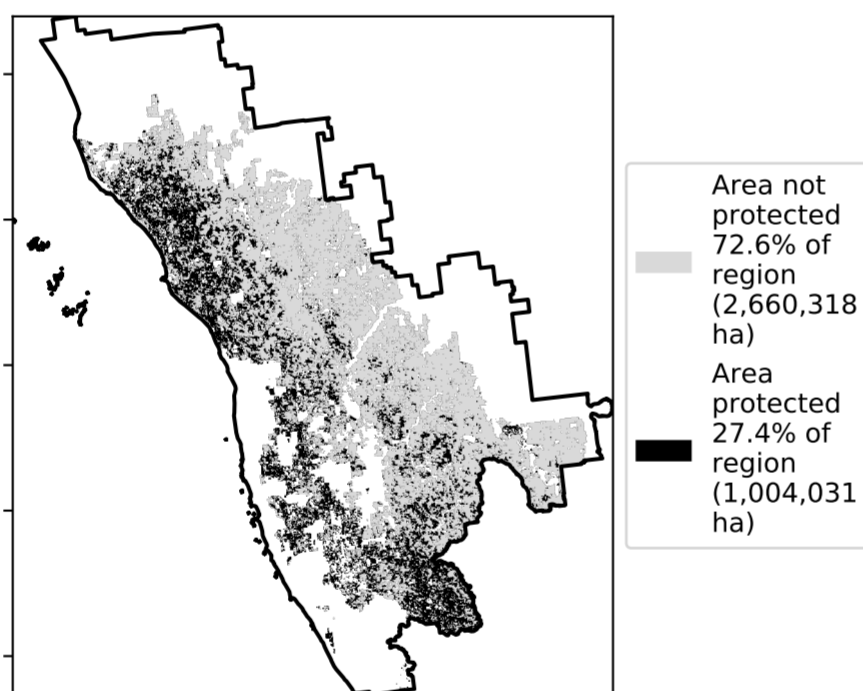 Area not
protected
72.6% of
region
(2,660,318
ha)
Area
protected
27.4% of
region
(1,004,031
ha)